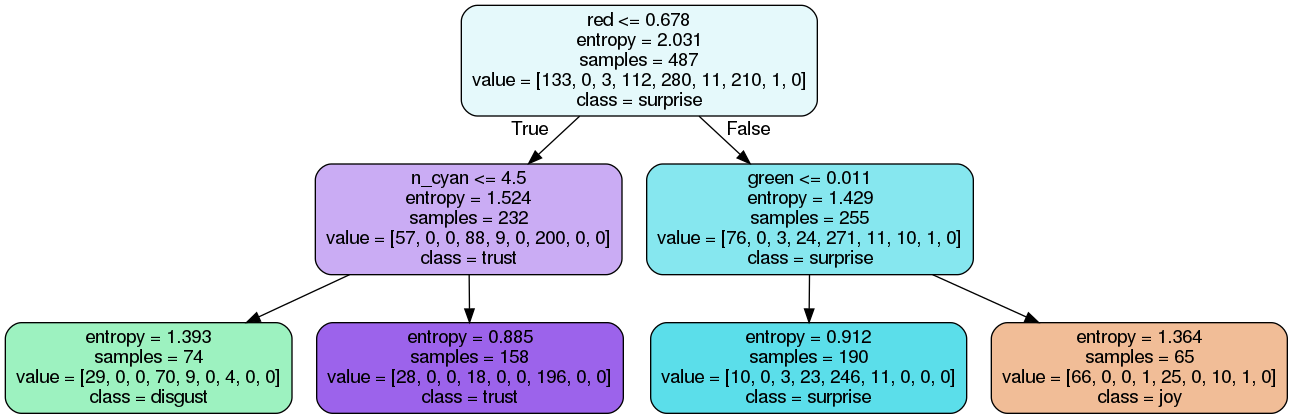 red <= 0.678
entropy = 2.031
samples = 487
value = [133, 0, 3, 112, 280, 11, 210, 1, 0]
class = surprise
True
False
n_cyan <= 4.5
entropy = 1.524
samples = 232
value = [57, 0, 0, 88, 9, 0, 200, 0, 0]
class = trust
green <= 0.011
entropy = 1.429
samples = 255
value = [76, 0, 3, 24, 271, 11, 10, 1, 0]
class = surprise
entropy = 1.393
samples = 74
value = [29, 0, 0, 70, 9, 0, 4, 0, 0]
class = disgust
entropy = 0.885
samples = 158
value = [28, 0, 0, 18, 0, 0, 196, 0, 0]
class = trust
entropy = 0.912
samples = 190
value = [10, 0, 3, 23, 246, 11, 0, 0, 0]
class = surprise
entropy = 1.364
samples = 65
value = [66, 0, 0, 1, 25, 0, 10, 1, 0]
class = joy